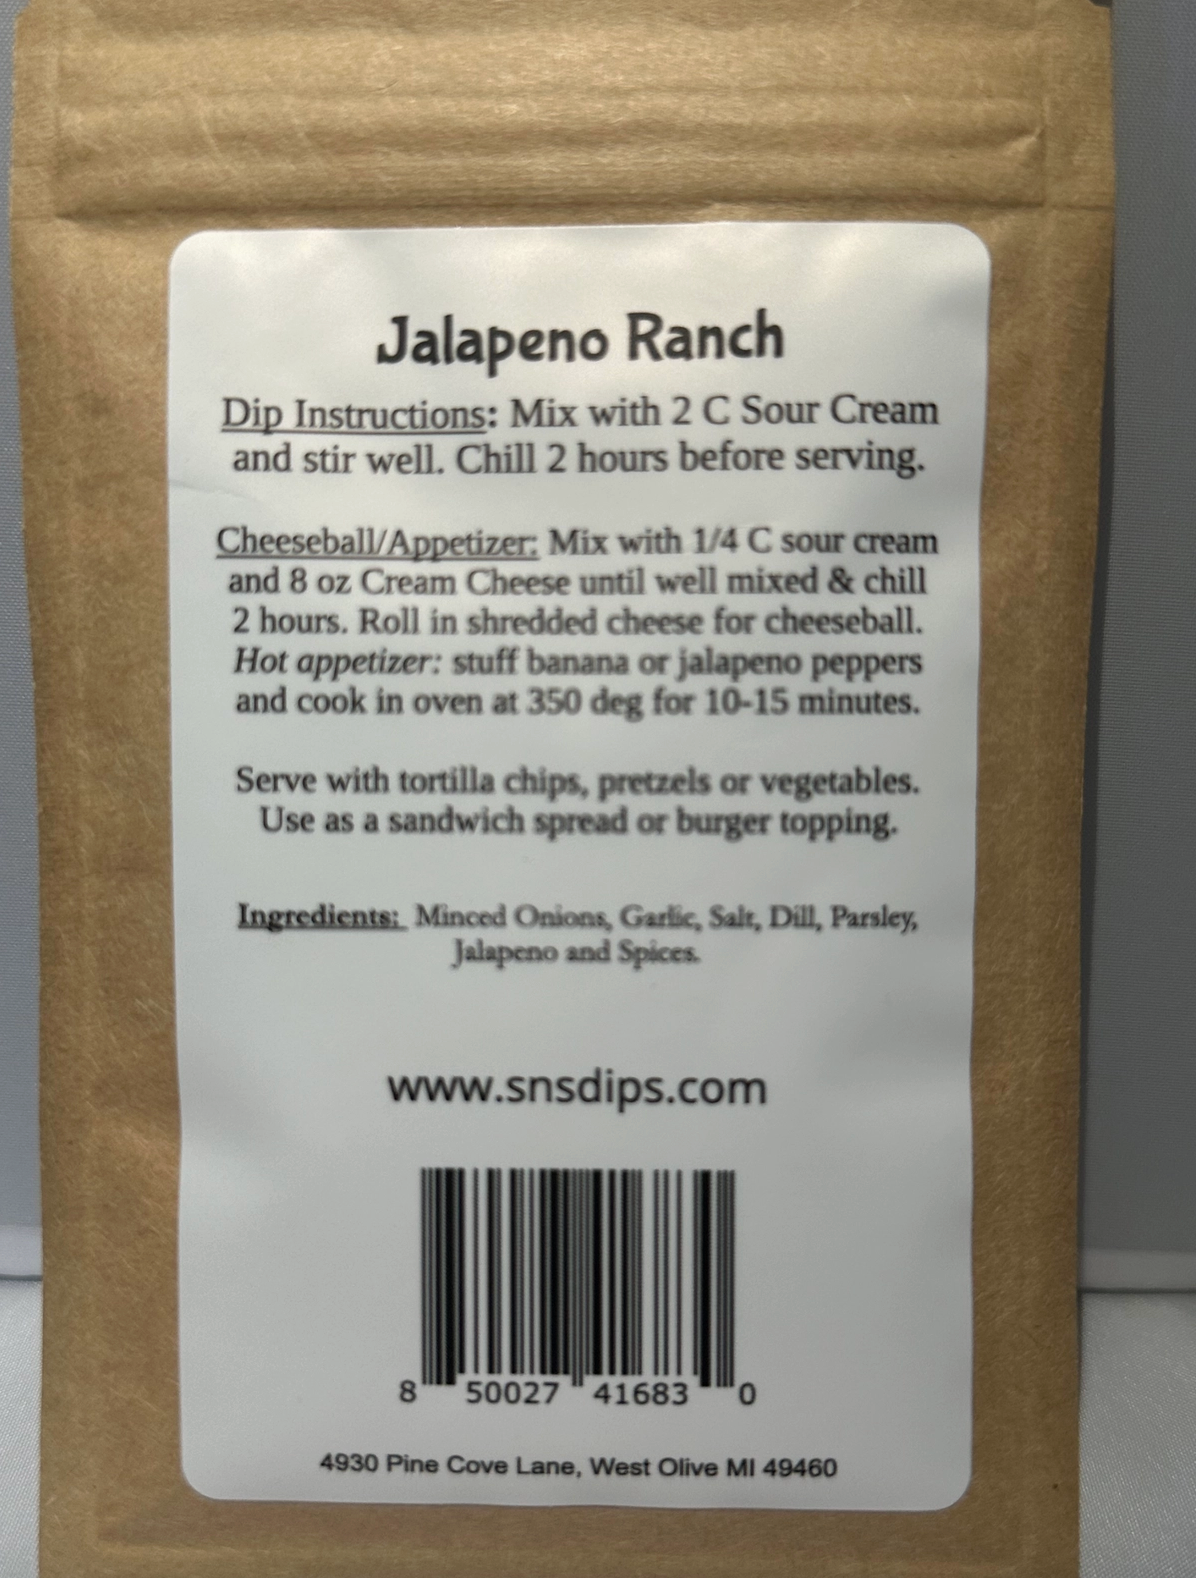 Jalapeno Ranch
Dip Instructions: Mix with 2 C Sour Cream
and stir well. Chill 2 hours before serving.
Cheeseball/Appetizer: Mix with 1/4 C sour cream
and 8 oz Cream Cheese until well mixed & chill
2 hours. Roll in shredded cheese for cheeseball.
Hot appetizer: stuff banana or jalapeno peppers
and cook in oven at 350 deg for 10-15 minutes.
Serve with tortilla chips, pretzels or vegetables.
Use as a sandwich spread or burger topping.
Ingredients: Minced Onions, Garlic, Salt, Dill, Parsley,
Jalapeno and Spices.
www.snsdips.com
8 50027 41683 0
4930 Pine Cove Lane, West Olive MI 49460